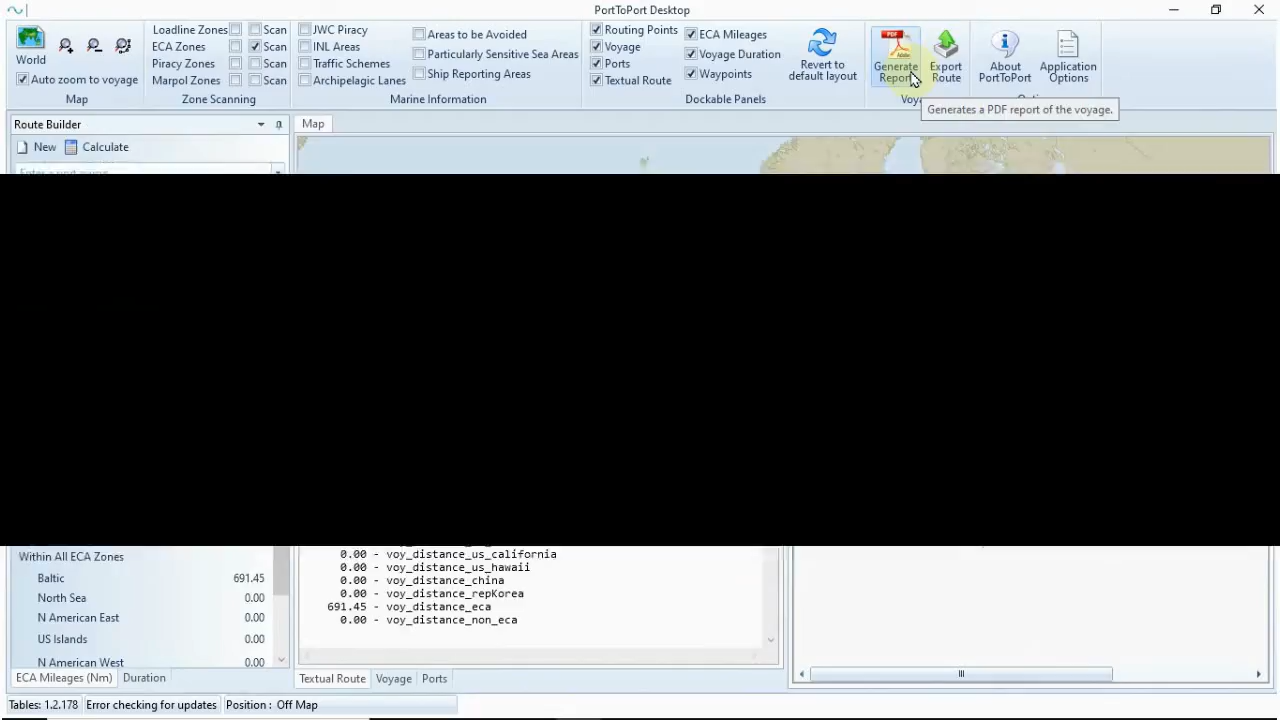 PortToPort Desktop
World
Auto zoom to voyage
Map
Loadline Zones Scan
ECA Zones Scan
Piracy Zones Scan
Marpol Zones Scan
Zone Scanning
JWC Piracy
INL Areas
Traffic Schemes
Archipelagic Lanes
Areas to be Avoided
Particularly Sensitive Sea Areas
Ship Reporting Areas
Marine Information
Routing Points
Voyage
Ports
Textual Route
ECA Mileages
Voyage Duration
Waypoints
Revert to
default layout
Dockable Panels
Generate
Report
Export
Route
About
PortToPort
Application
Options
Generates a PDF report of the voyage.
Route Builder
Map
New Calculate
Within All ECA Zones
Baltic 691.45
North Sea 0.00
N American East 0.00
US Islands 0.00
N American West 0.00
ECA Mileages (Nm) Duration
0.00 - voy_distance_us_california
0.00 - voy_distance_us_hawaii
0.00 - voy_distance_china
0.00 - voy_distance_repKorea
691.45 - voy_distance_eca
0.00 - voy_distance_non_eca
Textual Route Voyage Ports
Tables: 1.2.178 Error checking for updates Position : Off Map